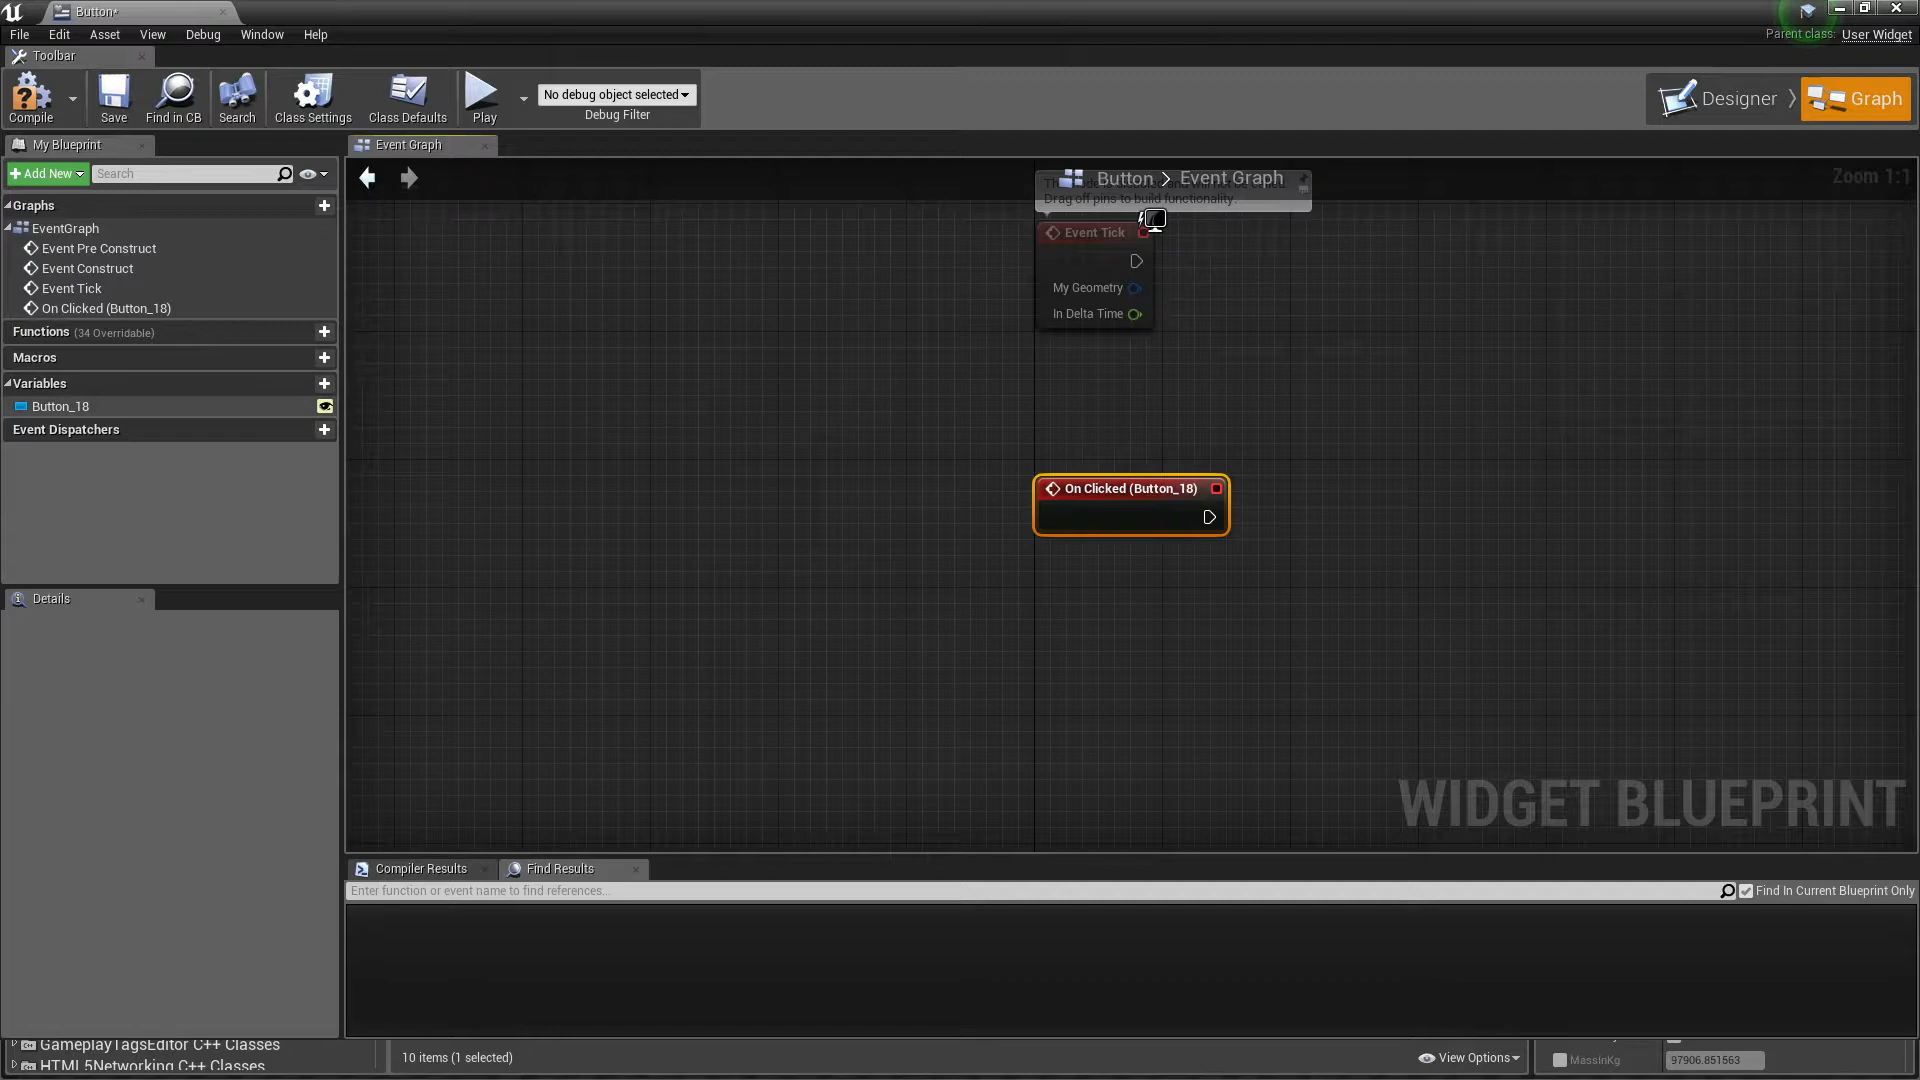 Button*
File Edit Asset View Debug Window Help
Parent class: User Widget
Toolbar
Compile Save Find in CB Search Class Settings Class Defaults Play
No debug object selected
Debug Filter
Designer Graph
My Blueprint
Event Graph
Add New Search
Button > Event Graph
Zoom 1:1
Drag off pins to build functionality.
Graphs
EventGraph
Event Pre Construct
Event Construct
Event Tick
On Clicked (Button_18)
Functions (34 Overridable)
Macros
Variables
Button_18
Event Dispatchers
Event Tick
My Geometry
In Delta Time
On Clicked (Button_18)
Details
WIDGET BLUEPRINT
Compiler Results
Find Results
Enter function or event name to find references...
Find In Current Blueprint Only
GameplayTagsEditor C++ Classes
HTML5Networking C++ Classes
10 items (1 selected)
View Options
MassInKg
97906.851563